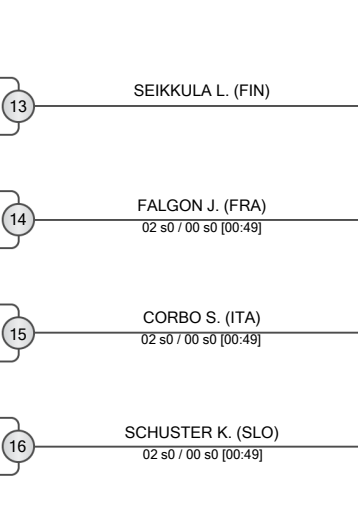 SEIKKULA L. (FIN)
13
FALGON J. (FRA)
14
02 s0 / 00 s0 [00:49]
CORBO S. (ITA)
15
02 s0 / 00 s0 [00:49]
SCHUSTER K. (SLO)
16
02 s0 / 00 s0 [00:49]